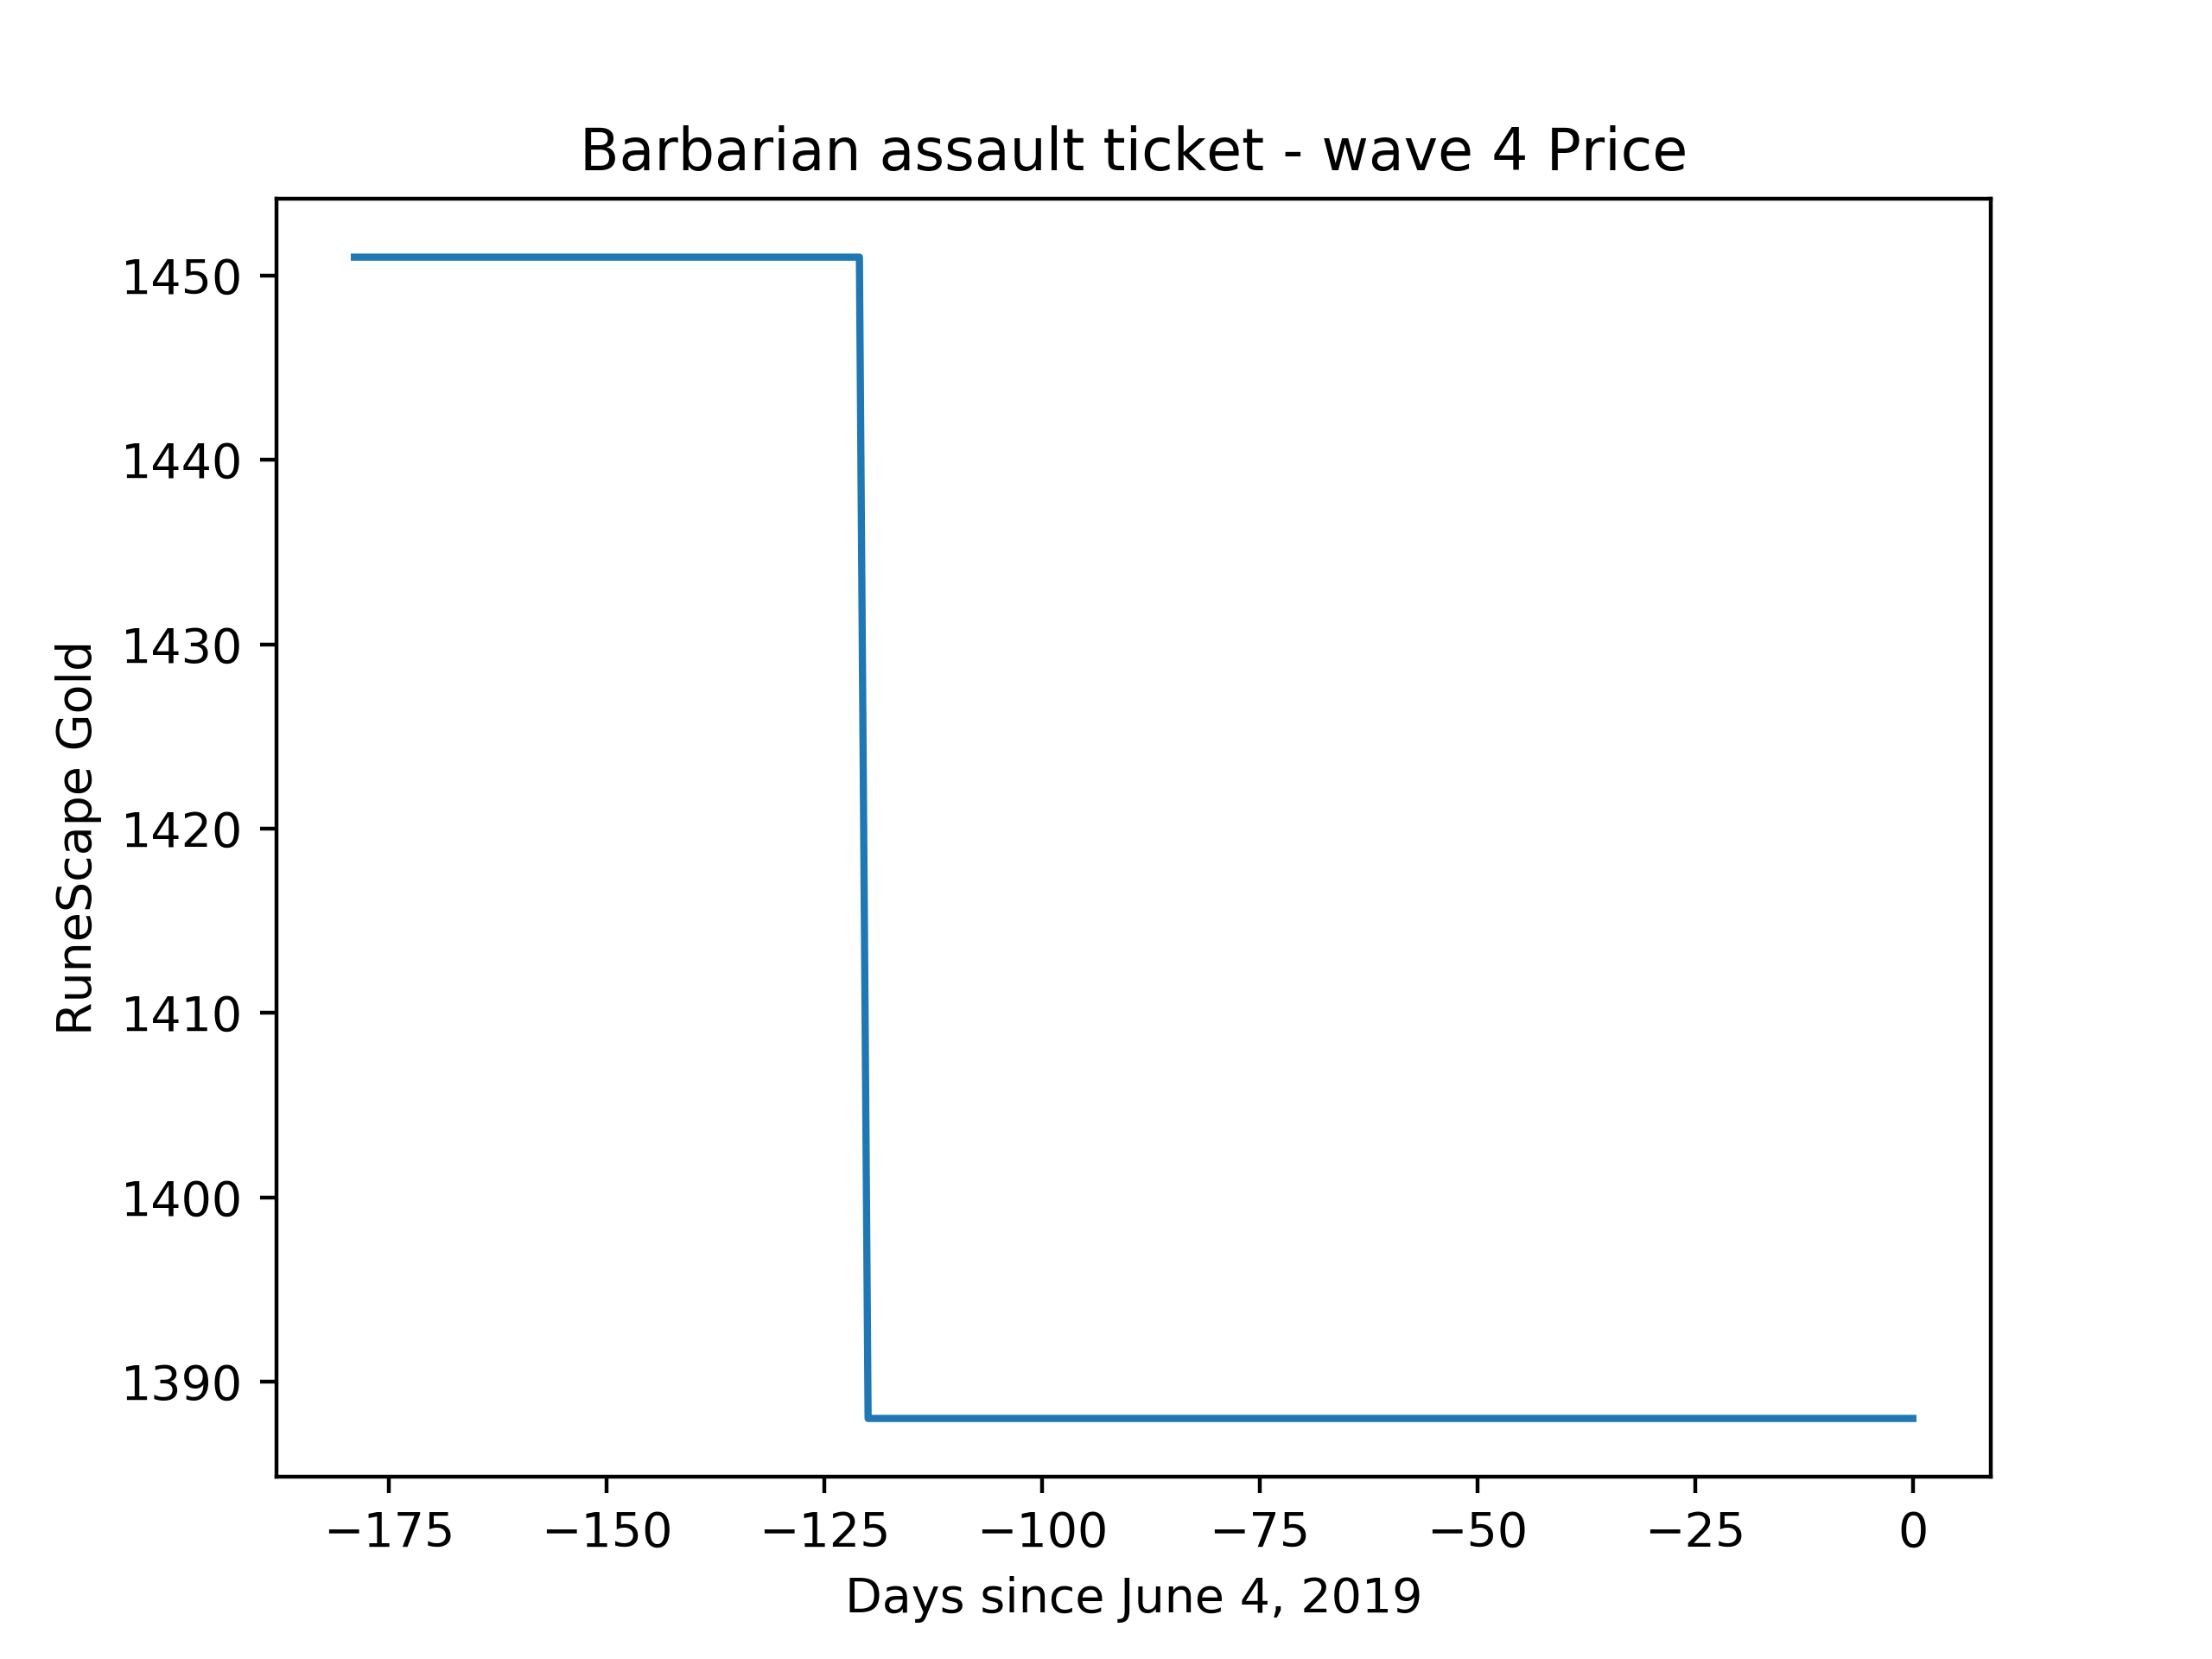 Barbarian assault ticket - wave 4 Price
1450
1440
1430
1420
1410
1400
1390
RuneScape Gold
−175 −150 −125 −100 −75 −50 −25 0
Days since June 4, 2019